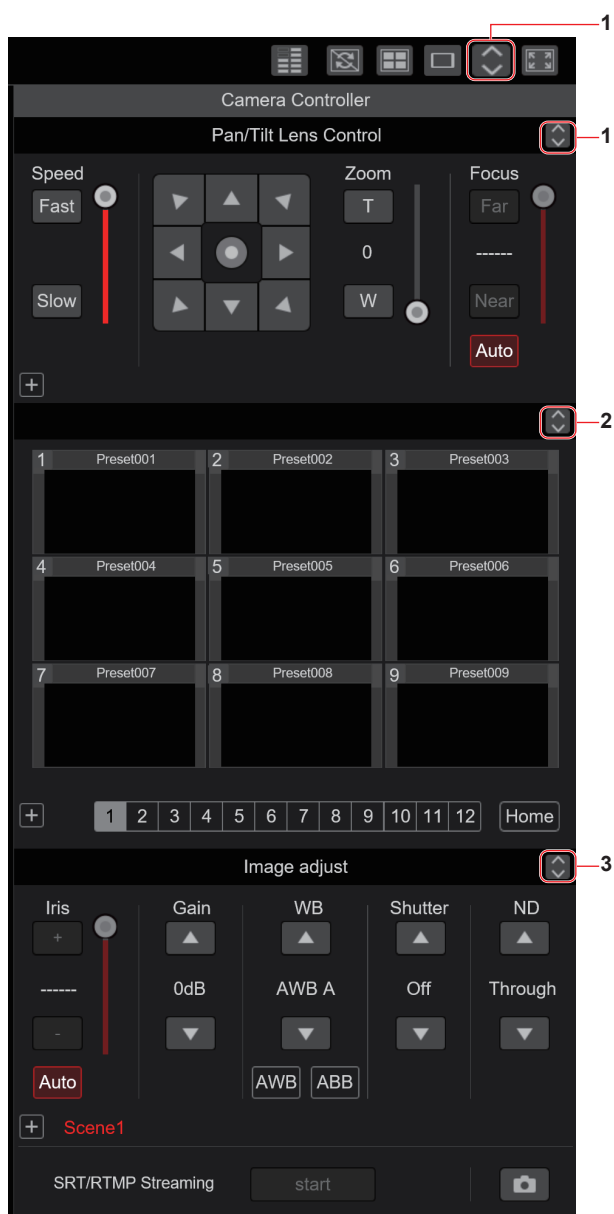 1
Camera Controller
Pan/Tilt Lens Control
1
Speed
Zoom
Focus
Fast
T
Far
0
------
Slow
W
Near
Auto
+
2
1 Preset001
2 Preset002
3 Preset003
4 Preset004
5 Preset005
6 Preset006
7 Preset007
8 Preset008
9 Preset009
+ 1 2 3 4 5 6 7 8 9 10 11 12 Home
Image adjust
3
Iris
Gain
WB
Shutter
ND
+
------
0dB
AWB A
Off
Through
-
Auto
AWB ABB
+ Scene1
SRT/RTMP Streaming start